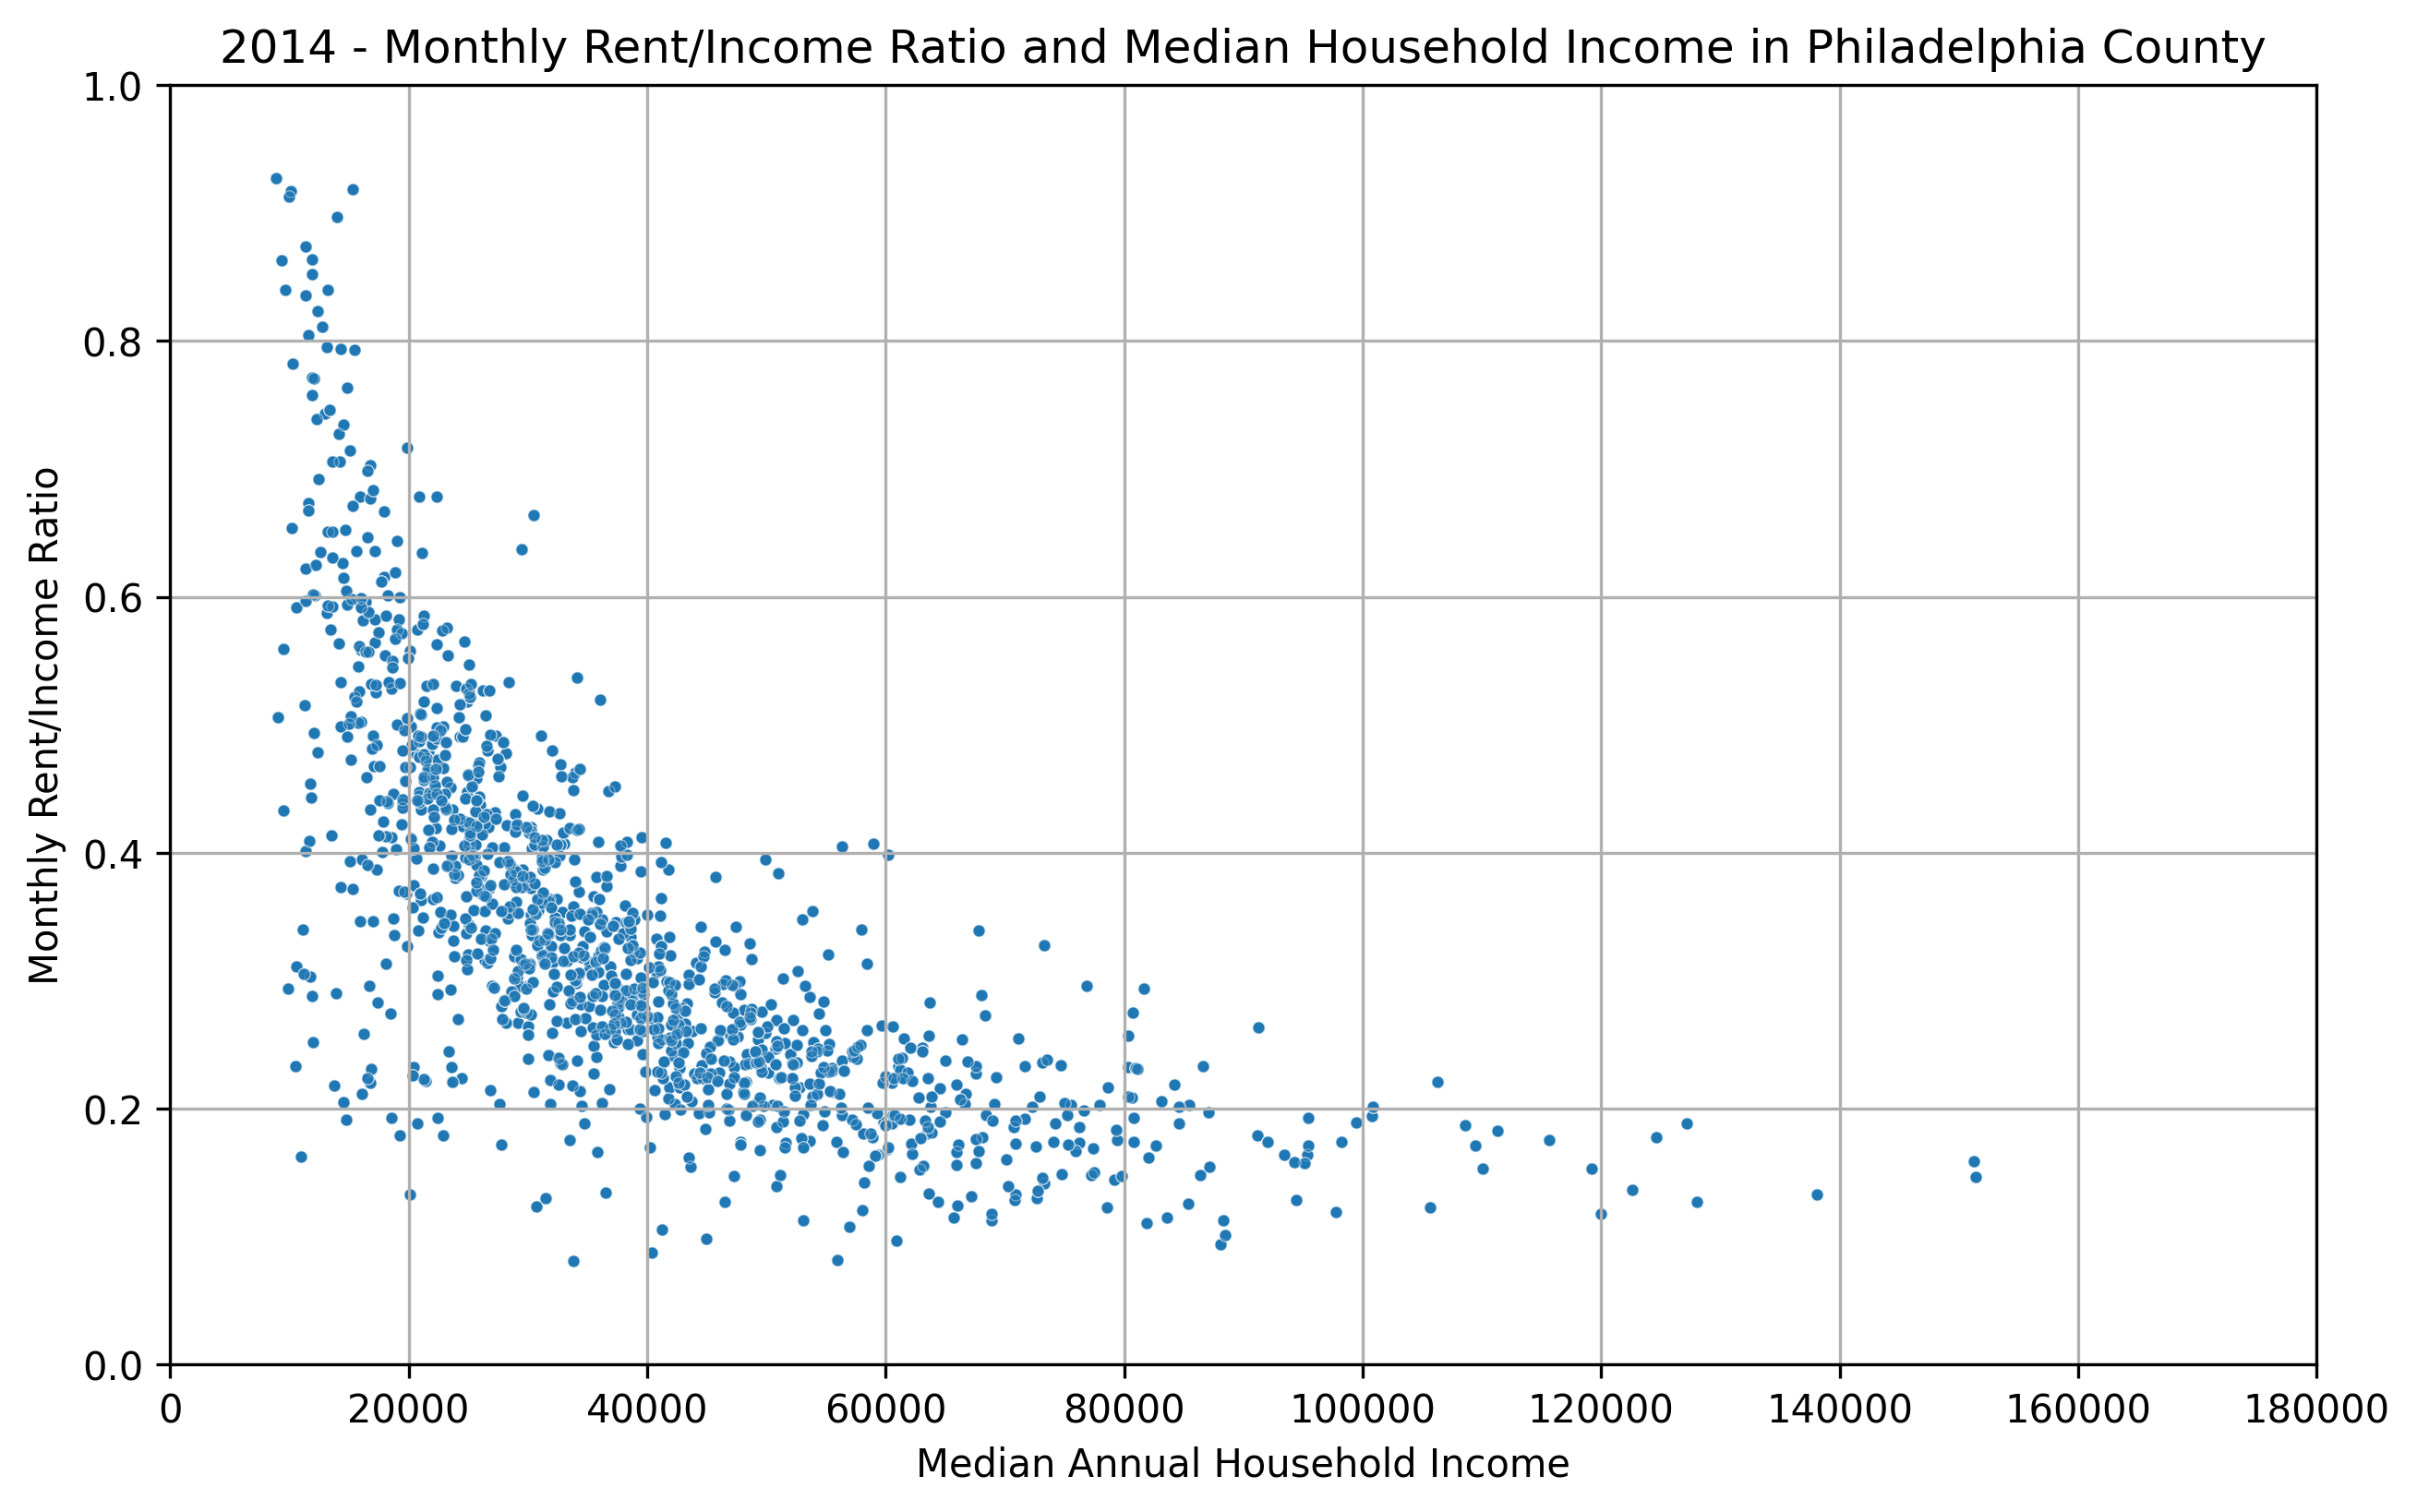 2014 - Monthly Rent/Income Ratio and Median Household Income in Philadelphia County
1.0
0.8
0.6
0.4
0.2
0.0
Monthly Rent/Income Ratio
0 20000 40000 60000 80000 100000 120000 140000 160000 180000
Median Annual Household Income